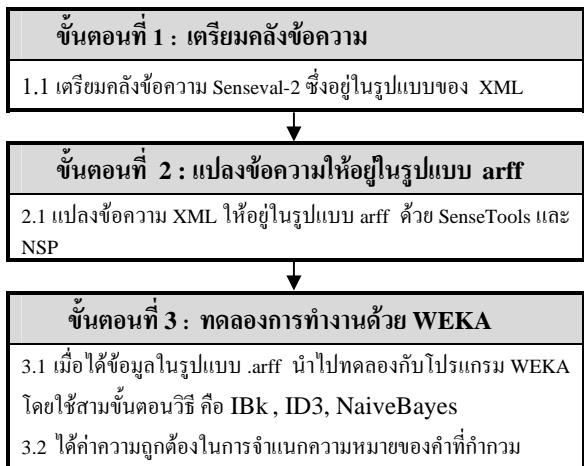 ขั้นตอนที่ 1 : เตรียมคลังข้อความ
1.1 เตรียมคลังข้อความ Senseval-2 ซึ่งอยู่ในรูปแบบของ XML
ขั้นตอนที่ 2 : แปลงข้อความให้อยู่ในรูปแบบ arff
2.1 แปลงข้อความ XML ให้อยู่ในรูปแบบ arff ด้วย SenseTools และ
NSP
ขั้นตอนที่ 3 : ทดลองการทำงานด้วย WEKA
3.1 เมื่อได้ข้อมูลในรูปแบบ .arff นำไปทดลองกับโปรแกรม WEKA
โดยใช้สามขั้นตอนวิธี คือ IBk , ID3, NaiveBayes
3.2 ได้ค่าความถูกต้องในการจำแนกความหมายของคำที่กำกวม